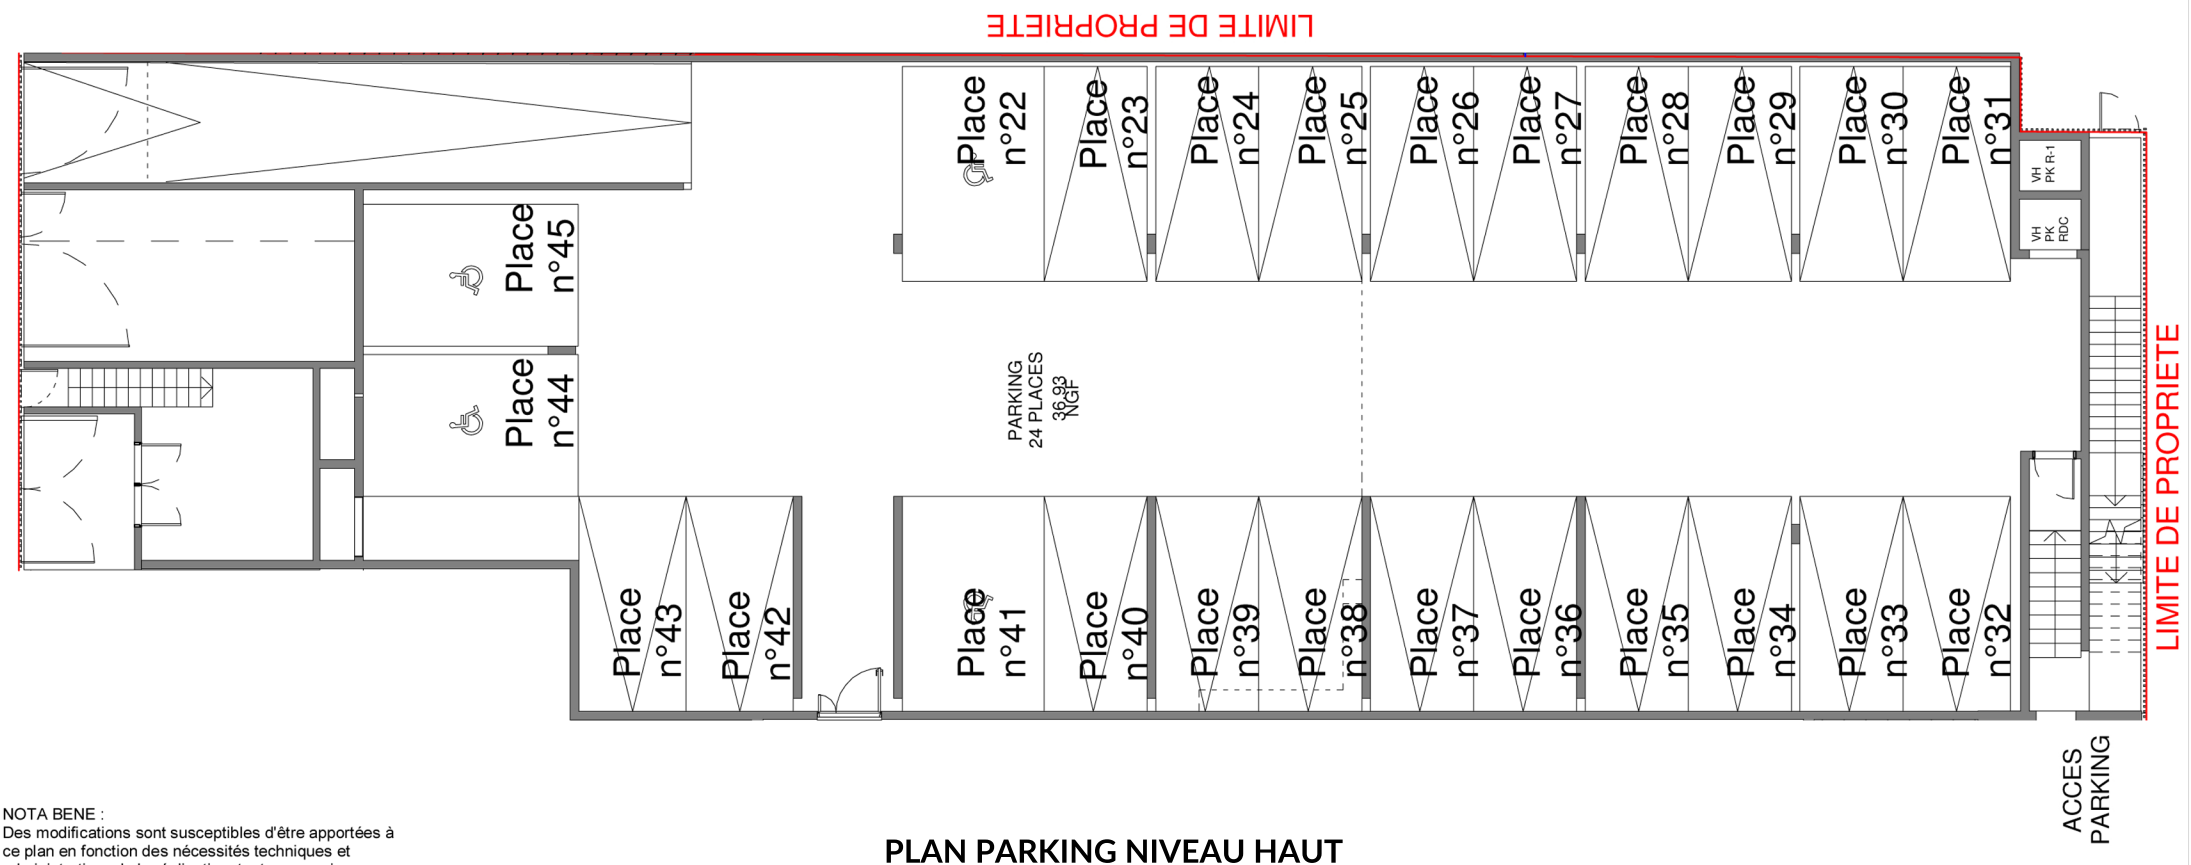 LIMITE DE PROPRIETE
Place
n°22
Place
n°23
Place
n°24
Place
n°25
Place
n°26
Place
n°27
Place
n°28
Place
n°29
Place
n°30
Place
n°31
VH
PK R-1
VH
PK
RDC
Place
n°45
Place
n°44
PARKING
24 PLACES
36.93
NGF
LIMITE DE PROPRIETE
Place
n°43
Place
n°42
Place
n°41
Place
n°40
Place
n°39
Place
n°38
Place
n°37
Place
n°36
Place
n°35
Place
n°34
Place
n°33
Place
n°32
ACCES
PARKING
NOTA BENE :
Des modifications sont susceptibles d'être apportées à
ce plan en fonction des nécessités techniques et
PLAN PARKING NIVEAU HAUT